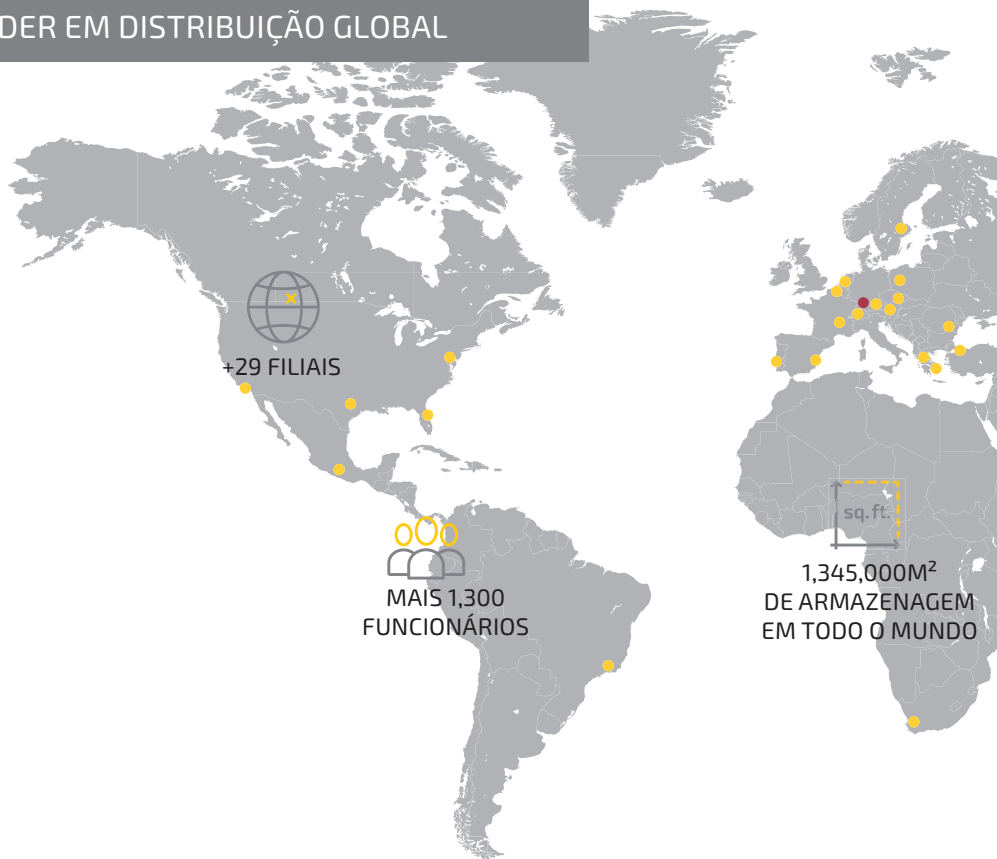 DER EM DISTRIBUIÇÃO GLOBAL
+29 FILIAIS
sq.ft.
MAIS 1,300
FUNCIONÁRIOS
1,345,000M²
DE ARMAZENAGEM
EM TODO O MUNDO